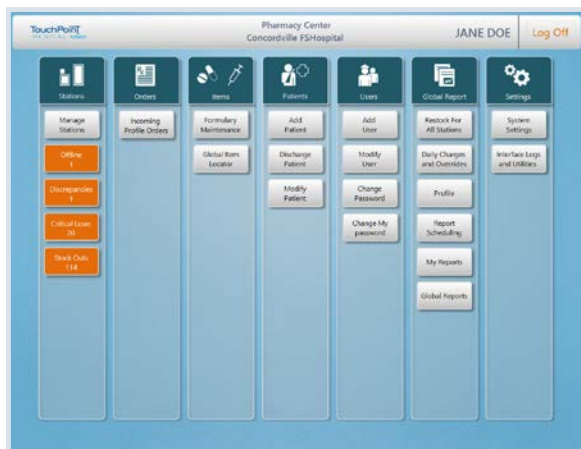 TouchPoint
MEDICAL
Pharmacy Center
Concordville FSHospital
JANE DOE
Log Off
Stations
Orders
Items
Patients
Users
Global Report
Settings
Manage
Stations
Offline
1
Discrepancies
1
Critical Lows
20
Stock Outs
114
Incoming
Profile Orders
Formulary
Maintenance
Global Item
Locator
Add
Patient
Discharge
Patient
Modify
Patient
Add
User
Modify
User
Change
Password
Change My
password
Restock For
All Stations
Daily Charges
and Overrides
Profile
Report
Scheduling
My Reports
Global Reports
System
Settings
Interface Logs
and Utilities